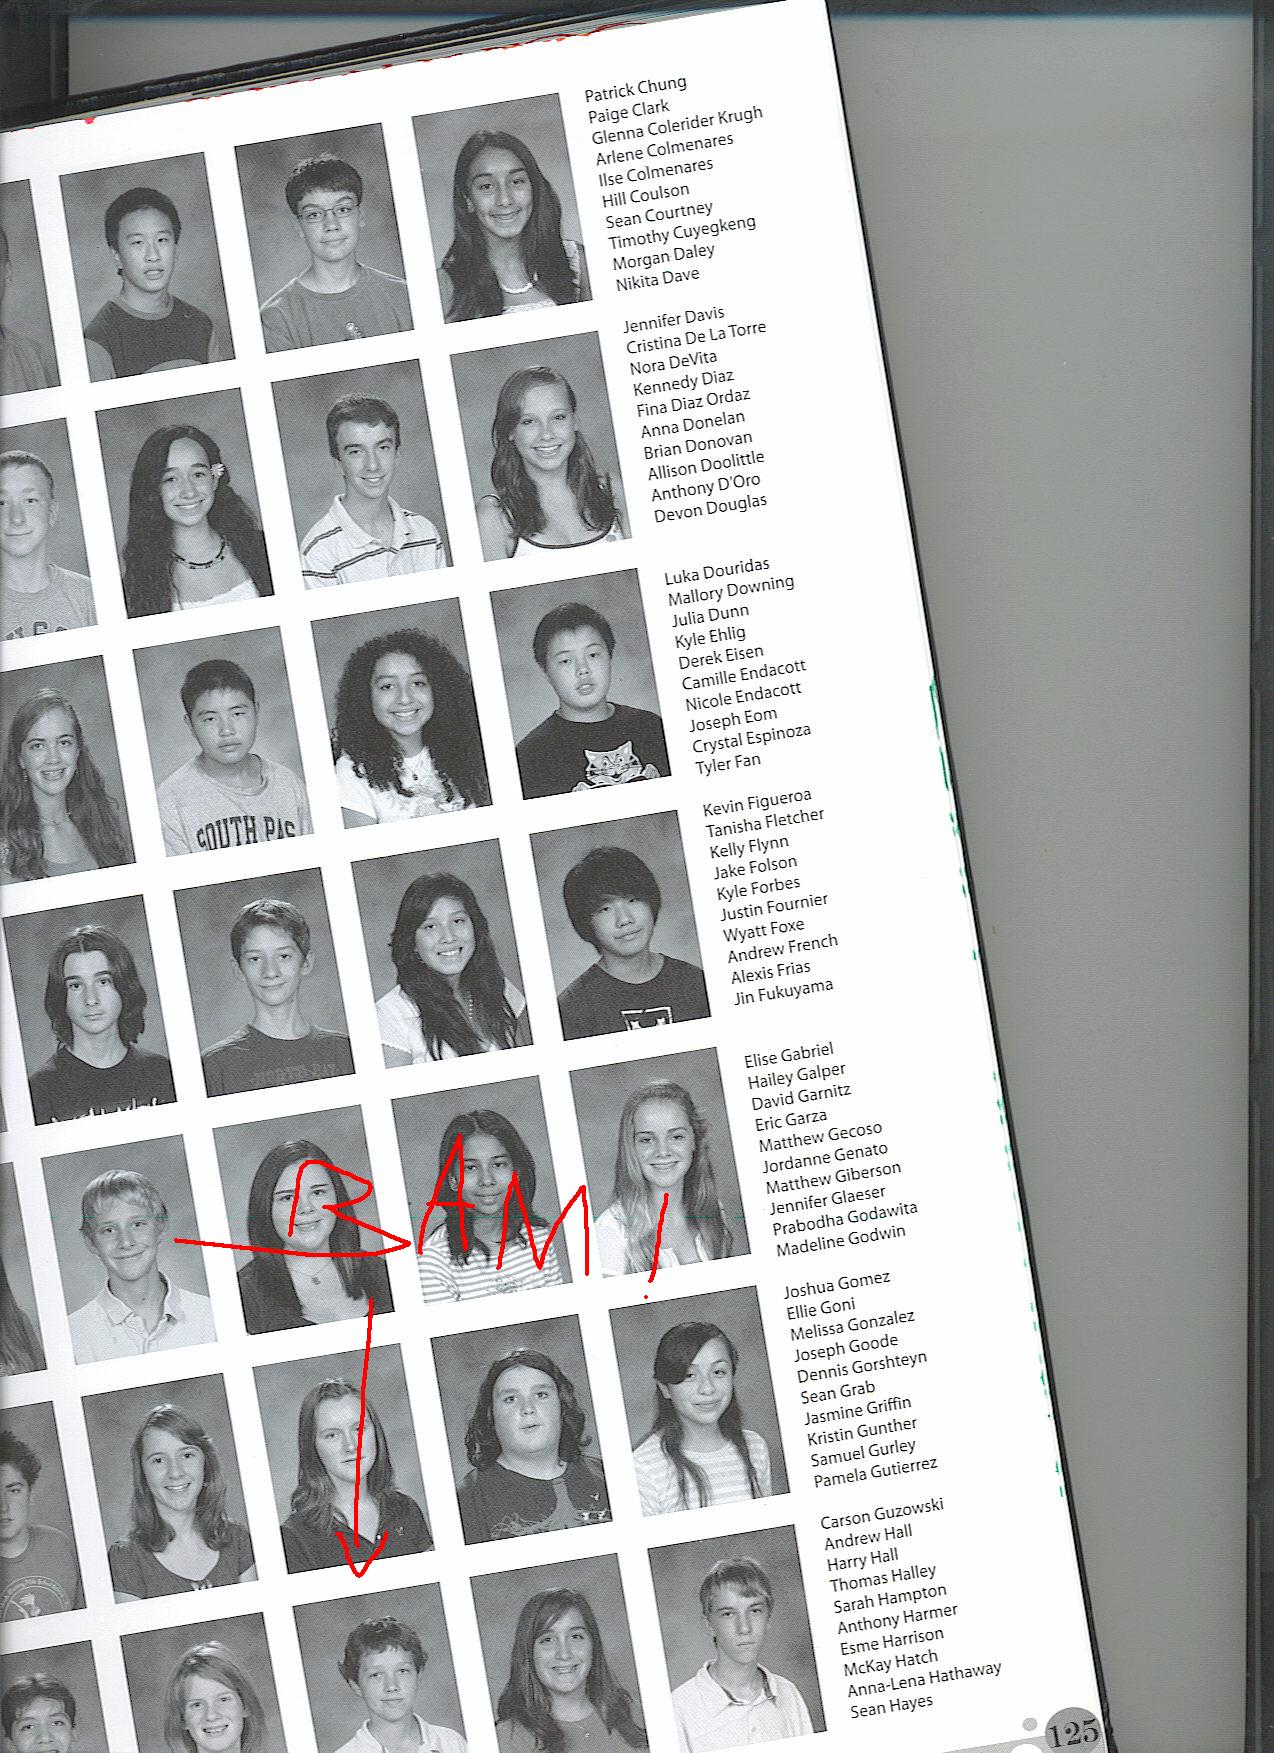 Patrick Chung
Paige Clark
Glenna Colerider Krugh
Arlene Colmenares
Ilse Colmenares
Hill Coulson
Sean Courtney
Timothy Cuyegkeng
Morgan Daley
Nikita Dave
Jennifer Davis
Cristina De La Torre
Nora DeVita
Kennedy Diaz
Fina Diaz Ordaz
Anna Donelan
Brian Donovan
Allison Doolittle
Anthony D'Oro
Devon Douglas
Luka Douridas
Mallory Downing
Julia Dunn
Kyle Ehlig
Derek Eisen
Camille Endacott
Nicole Endacott
Joseph Eom
Crystal Espinoza
Tyler Fan
SOUTH PAS
Kevin Figueroa
Tanisha Fletcher
Kelly Flynn
Jake Folson
Kyle Forbes
Justin Fournier
Wyatt Foxe
Andrew French
Alexis Frias
Jin Fukuyama
Elise Gabriel
Hailey Galper
David Garnitz
Eric Garza
Matthew Gecoso
Jordanne Genato
Matthew Giberson
Jennifer Glaeser
Prabodha Godawita
Madeline Godwin
BAM!
Joshua Gomez
Ellie Goni
Melissa Gonzalez
Joseph Goode
Dennis Gorshteyn
Sean Grab
Jasmine Griffin
Kristin Gunther
Samuel Gurley
Pamela Gutierrez
Carson Guzowski
Andrew Hall
Harry Hall
Thomas Halley
Sarah Hampton
Anthony Harmer
Esme Harrison
McKay Hatch
Anna-Lena Hathaway
Sean Hayes
125